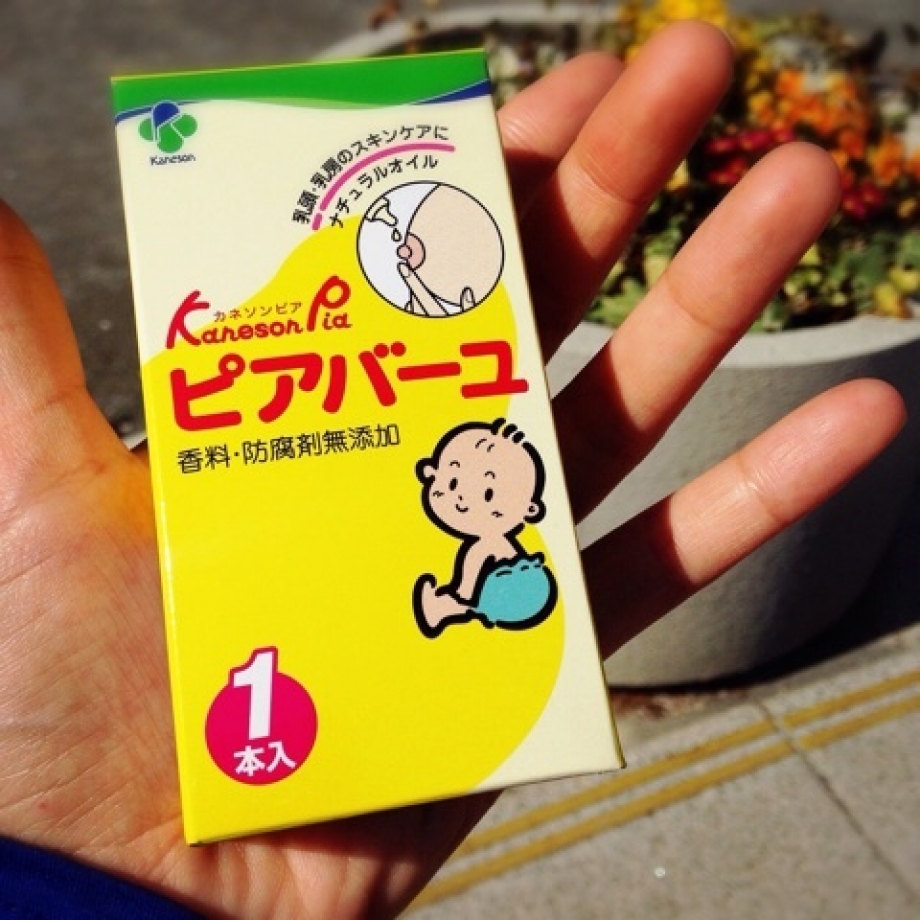 Kaneson
乳頭・乳房のスキンケアに
ナチュラルオイル
カネソンピア
Kaneson Pia
ピアバーユ
香料・防腐剤無添加
1
本入